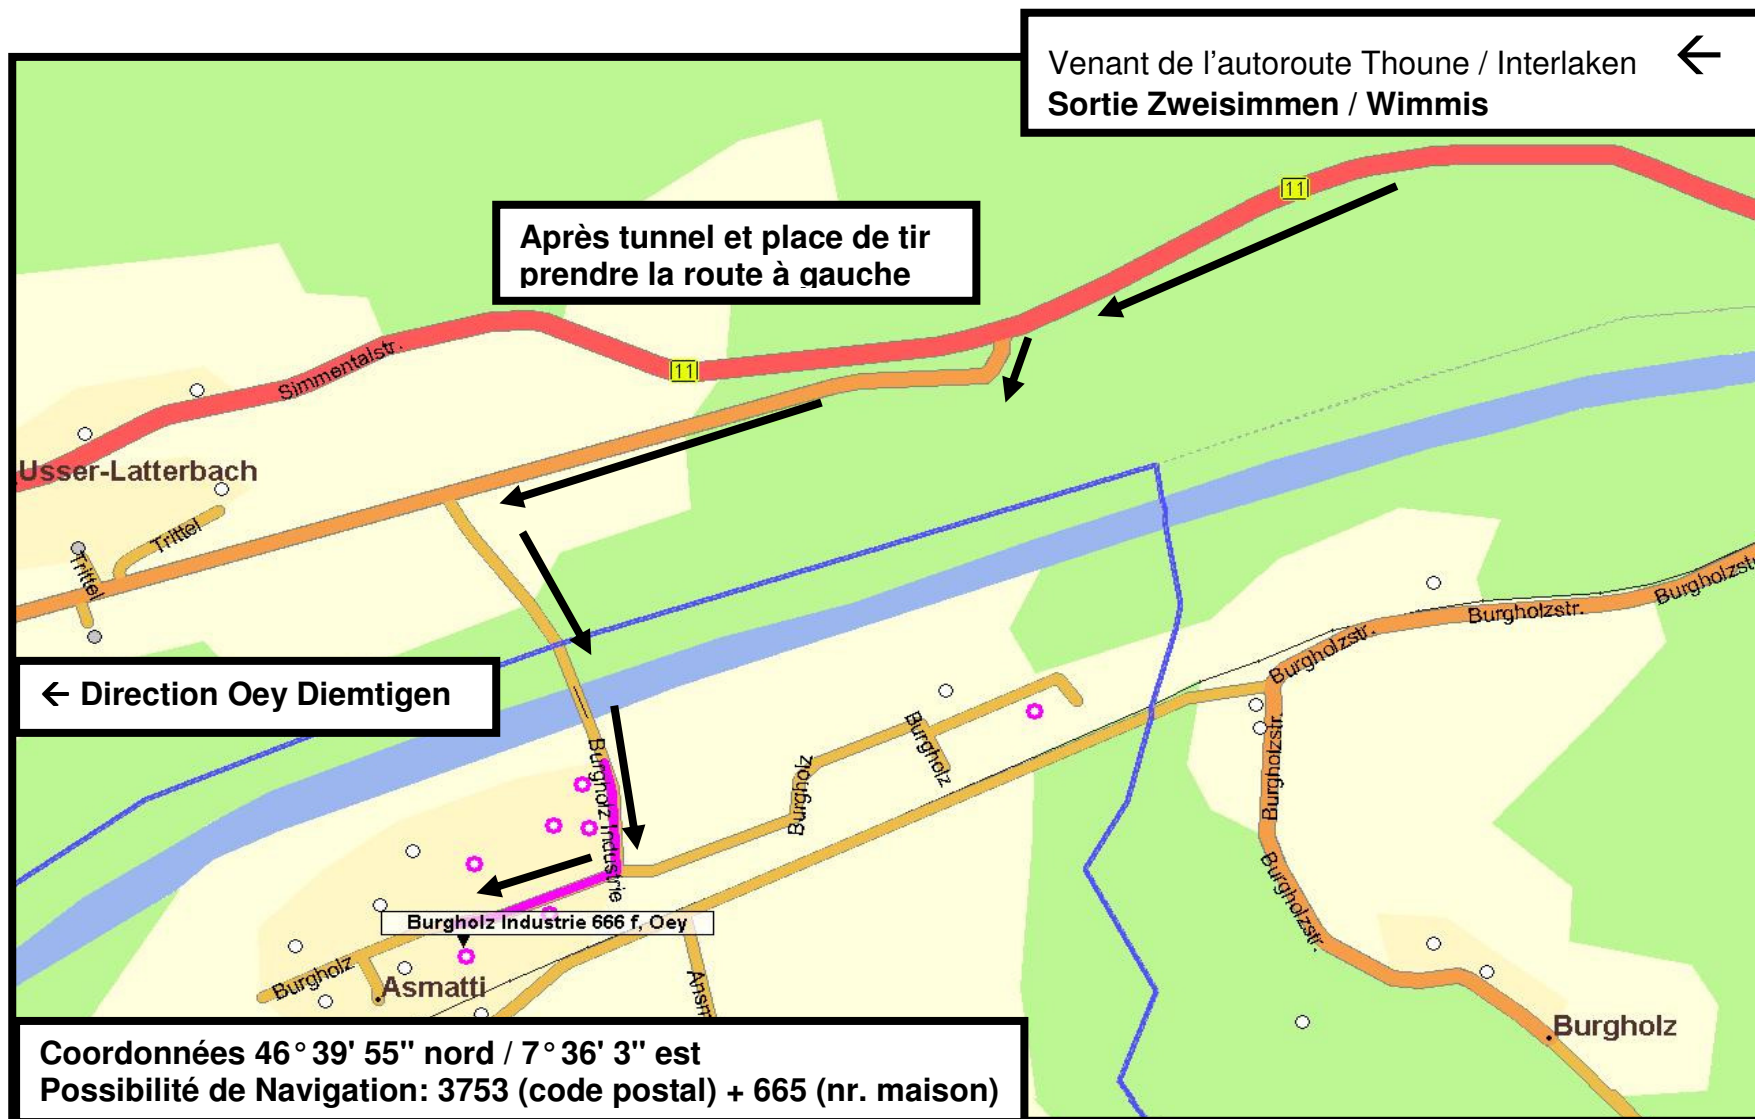 Venant de l'autoroute Thoune / Interlaken ←
Sortie Zweisimmen / Wimmis
11
Après tunnel et place de tir
prendre la route à gauche
Simmentalstr.
11
Usser-Latterbach
Trittel
Trittel
Burgholzstr.
Burgholzstr.
Burgholzstr.
← Direction Oey Diemtigen
Burgholz
Burgholzstr.
Burgholz Industrie
Burgholz
Burgholzstr.
Burgholz Industrie 666 f, Oey
Burgholz
Asmatti
Ansm
Burgholz
Coordonnées 46° 39' 55" nord / 7° 36' 3" est
Possibilité de Navigation: 3753 (code postal) + 665 (nr. maison)